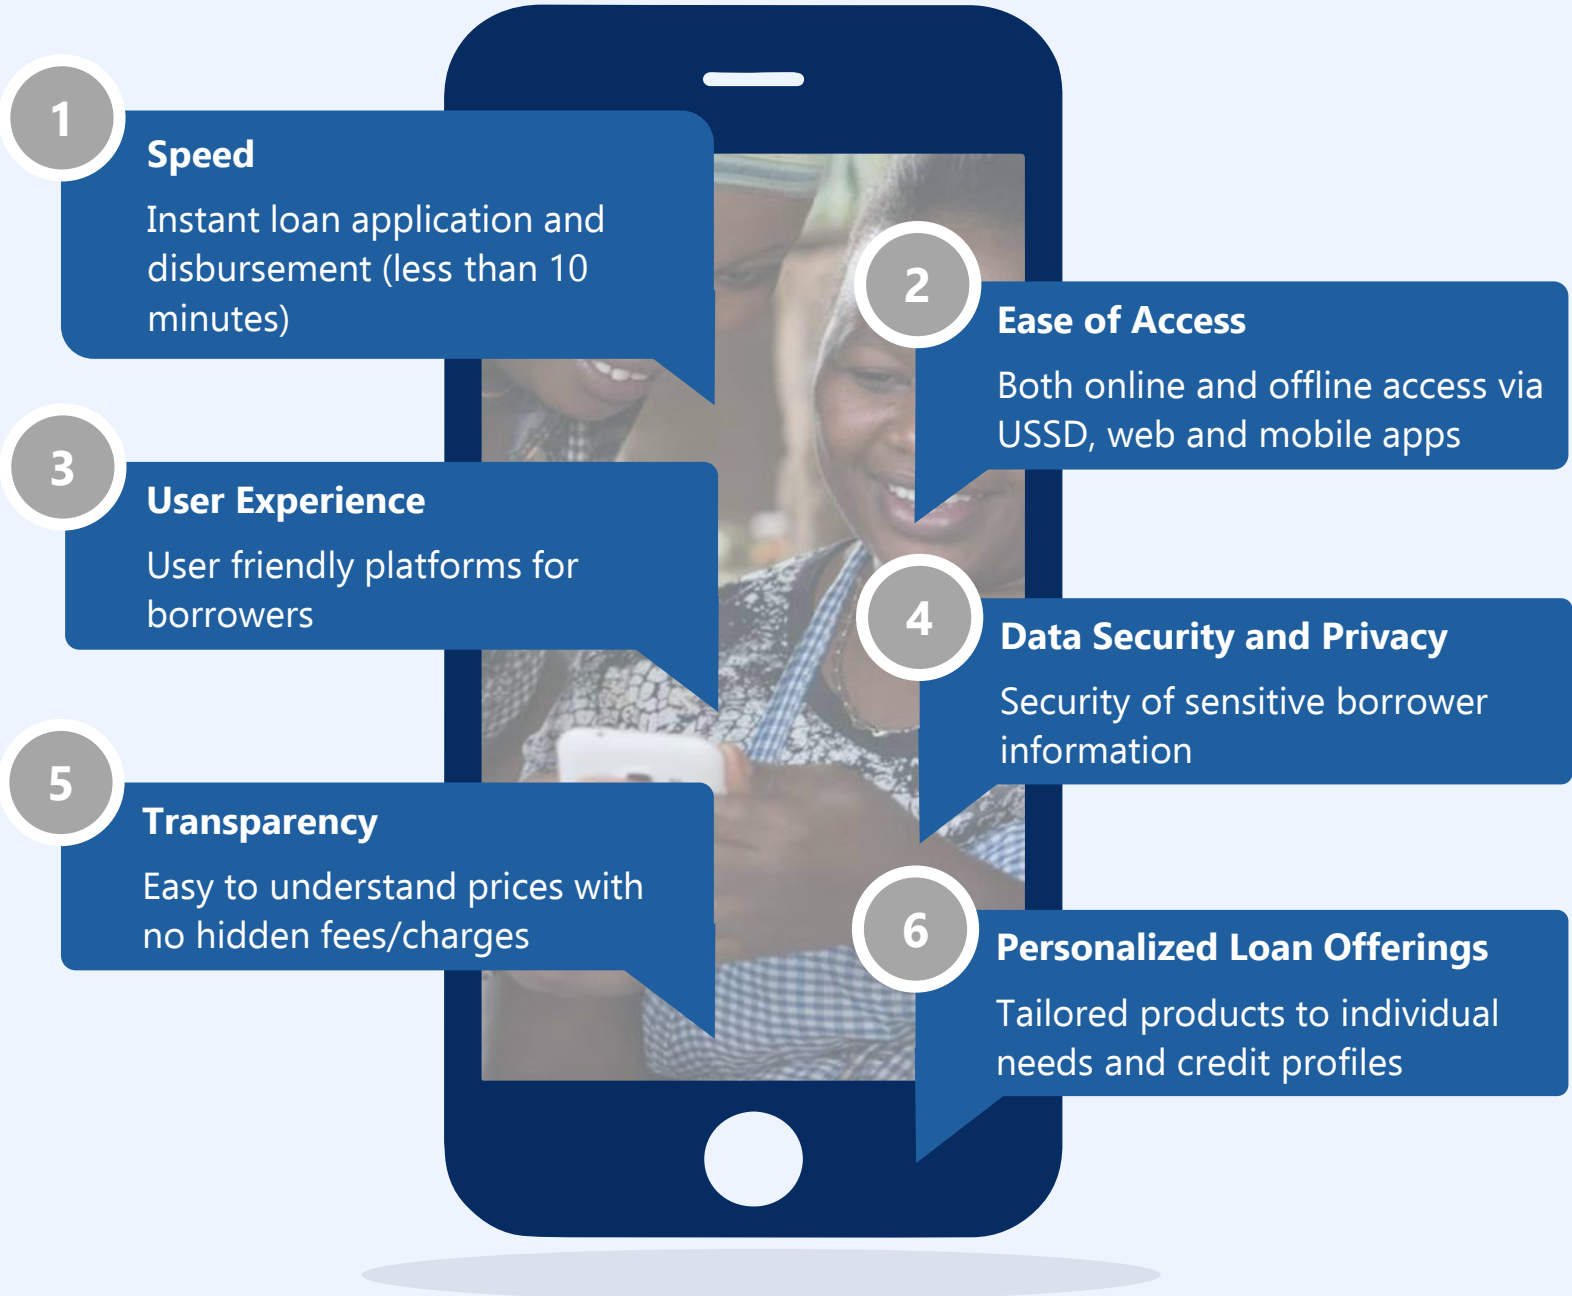 1
Speed
Instant loan application and
disbursement (less than 10
minutes)
2
Ease of Access
Both online and offline access via
USSD, web and mobile apps
3
User Experience
User friendly platforms for
borrowers
4
Data Security and Privacy
Security of sensitive borrower
information
5
Transparency
Easy to understand prices with
no hidden fees/charges
6
Personalized Loan Offerings
Tailored products to individual
needs and credit profiles